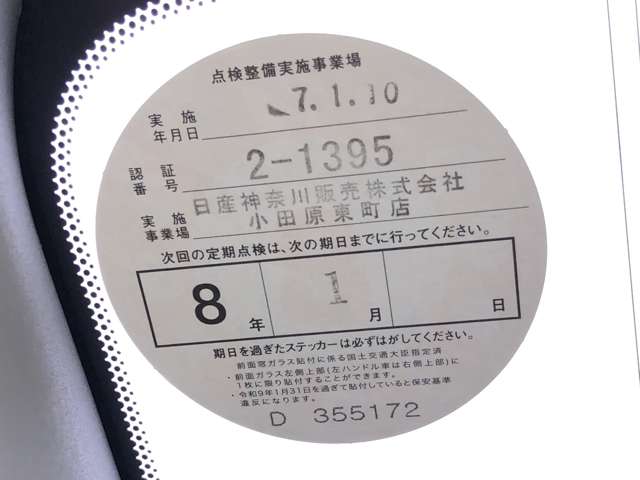 点検整備実施事業場
実施
年月日
7.1.10
認証
番号
2-1395
実施
事業場
日産神奈川販売株式会社
小田原東町店
次回の定期点検は、次の期日までに行ってください。
8年 1月 日
期日を過ぎたステッカーは必ずはがしてください。
前面窓ガラス貼付に係る国土交通大臣指定済
・前面ガラス左側上部(左ハンドル車は右側上部)に
1枚に限り貼付することができます。
・令和9年1月31日を過ぎて貼付していると保安基準
違反になります。
D 355172